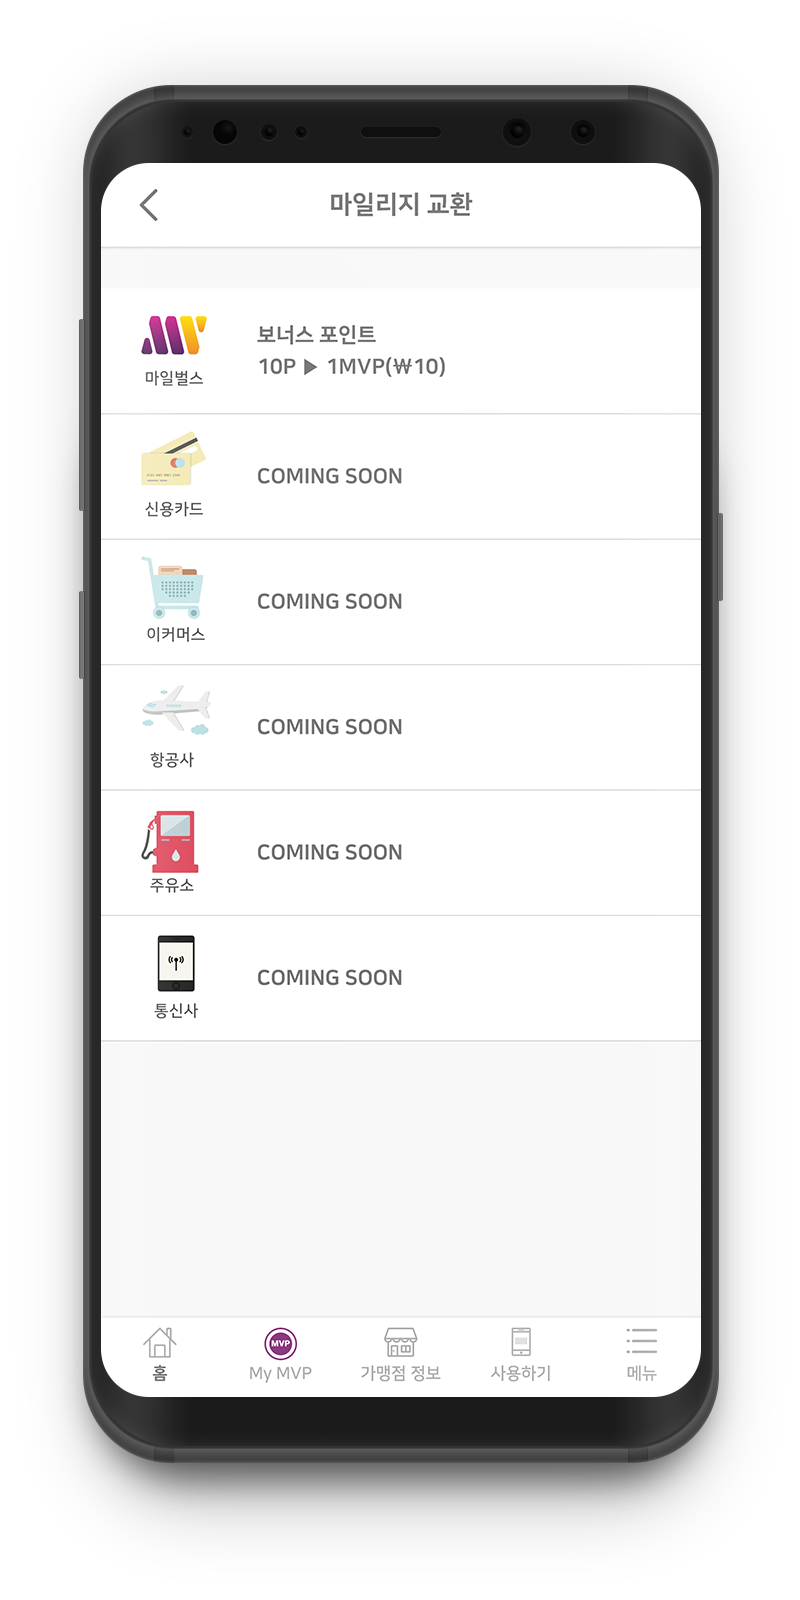 마일리지 교환
마일벌스
보너스 포인트
10P ▶ 1MVP(₩10)
신용카드
COMING SOON
이커머스
COMING SOON
항공사
COMING SOON
주유소
COMING SOON
통신사
COMING SOON
홈
MVP
My MVP
가맹점 정보
사용하기
메뉴